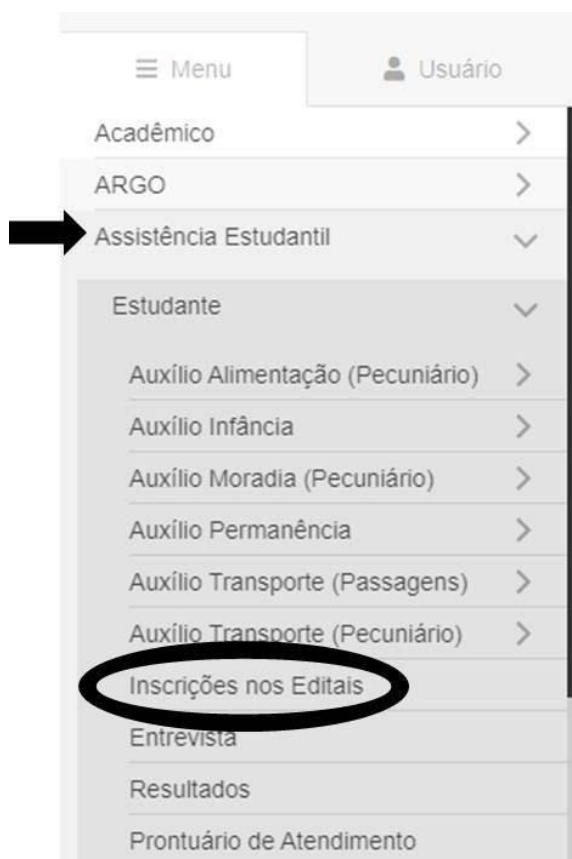 Menu
Usuário
Acadêmico
ARGO
Assistência Estudantil
Estudante
Auxílio Alimentação (Pecuniário)
Auxílio Infância
Auxílio Moradia (Pecuniário)
Auxílio Permanência
Auxílio Transporte (Passagens)
Auxílio Transporte (Pecuniário)
Inscrições nos Editais
Entrevista
Resultados
Prontuário de Atendimento